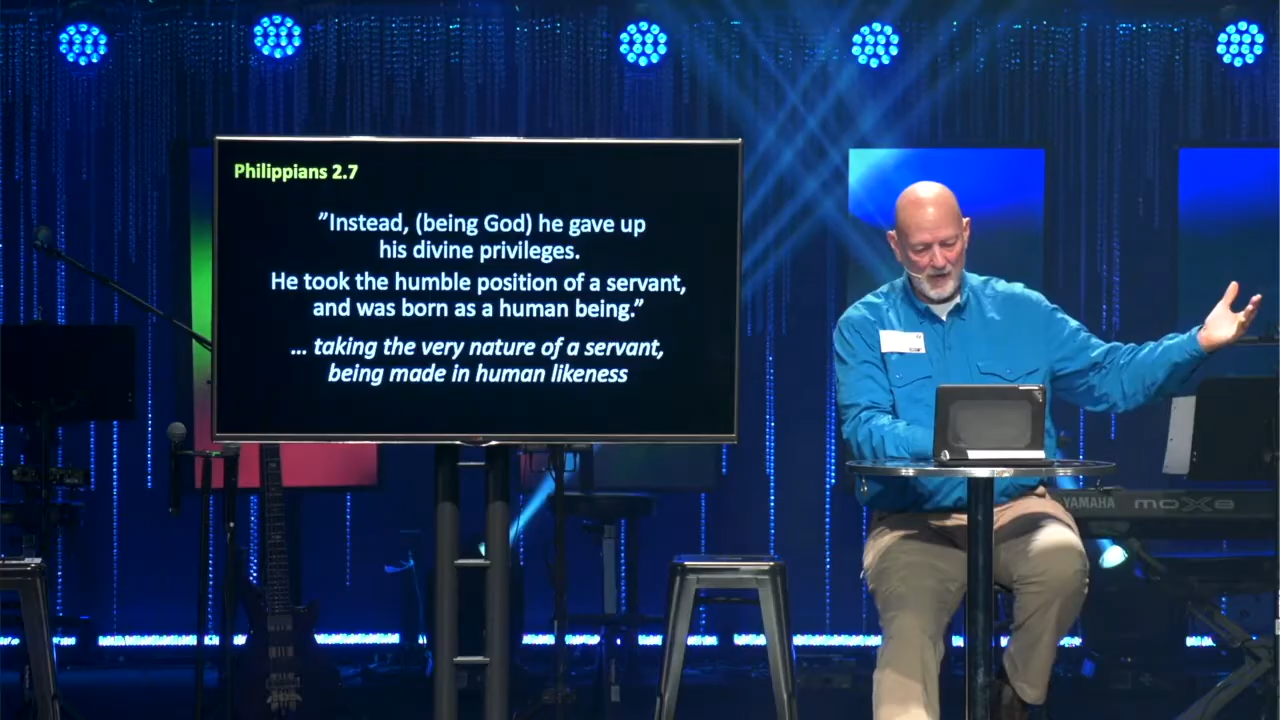 Philippians 2.7
”Instead, (being God) he gave up
his divine privileges.
He took the humble position of a servant,
and was born as a human being.”
... taking the very nature of a servant,
being made in human likeness
YAMAHA MOXF8